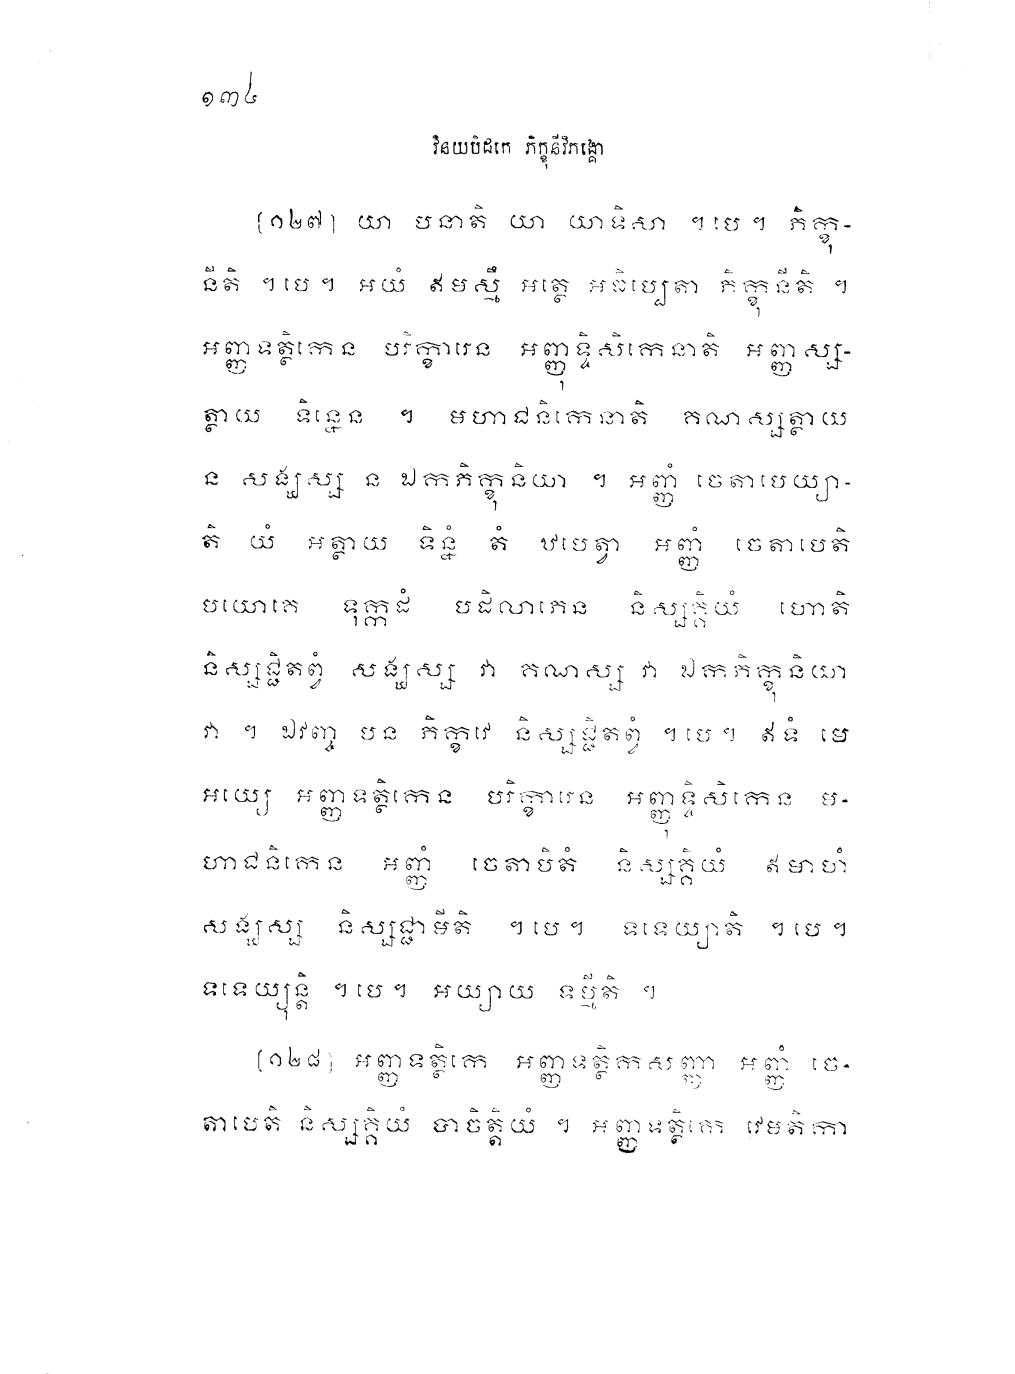 ១៣៤
វិនយបិដកេ ភិក្ខុនីវិភង្គោ
[១២៧] យា បនាតិ យា យាទិសា ។បេ។ ភិក្ខុ-
នីតិ ។បេ។ អយំ ឥមស្មឹ អត្ថេ អធិប្បេតា ភិក្ខុនីតិ ។
អញ្ញទត្ថិកេន បរិក្ខារេន អញ្ញុទ្ទិសិកេនាតិ អញ្ញស្ស-
ត្ថាយ ទិន្នេន ។ មហាជនិកេនាតិ គណស្សត្ថាយ
ន សង្ឃស្ស ន ឯកភិក្ខុនិយា ។ អញ្ញំ ចេតាបេយ្យា-
តិ យំ អត្ថាយ ទិន្នំ តំ ឋបេត្វា អញ្ញំ ចេតាបេតិ
បយោគេ ទុក្កដំ បដិលាភេន និស្សគ្គិយំ ហោតិ
និស្សជ្ជិតព្វំ សង្ឃស្ស វា គណស្ស វា ឯកភិក្ខុនិយា
វា ។ ឯវញ្ច បន ភិក្ខវេ និស្សជ្ជិតព្វំ ។បេ។ ឥទំ មេ
អយ្យេ អញ្ញទត្ថិកេន បរិក្ខារេន អញ្ញុទ្ទិសិកេន ម-
ហាជនិកេន អញ្ញំ ចេតាបិតំ និស្សគ្គិយំ ឥមាហំ
សង្ឃស្ស និស្សជ្ជាមីតិ ។បេ។ ទទេយ្យាតិ ។បេ។
ទទេយ្យុន្តិ ។បេ។ អយ្យាយ ទម្មីតិ ។
[១២៨] អញ្ញទត្ថិកេ អញ្ញទត្ថិកសញ្ញា អញ្ញំ ចេ-
តាបេតិ និស្សគ្គិយំ បាចិត្តិយំ ។ អញ្ញទត្ថិកេ វេមតិកា